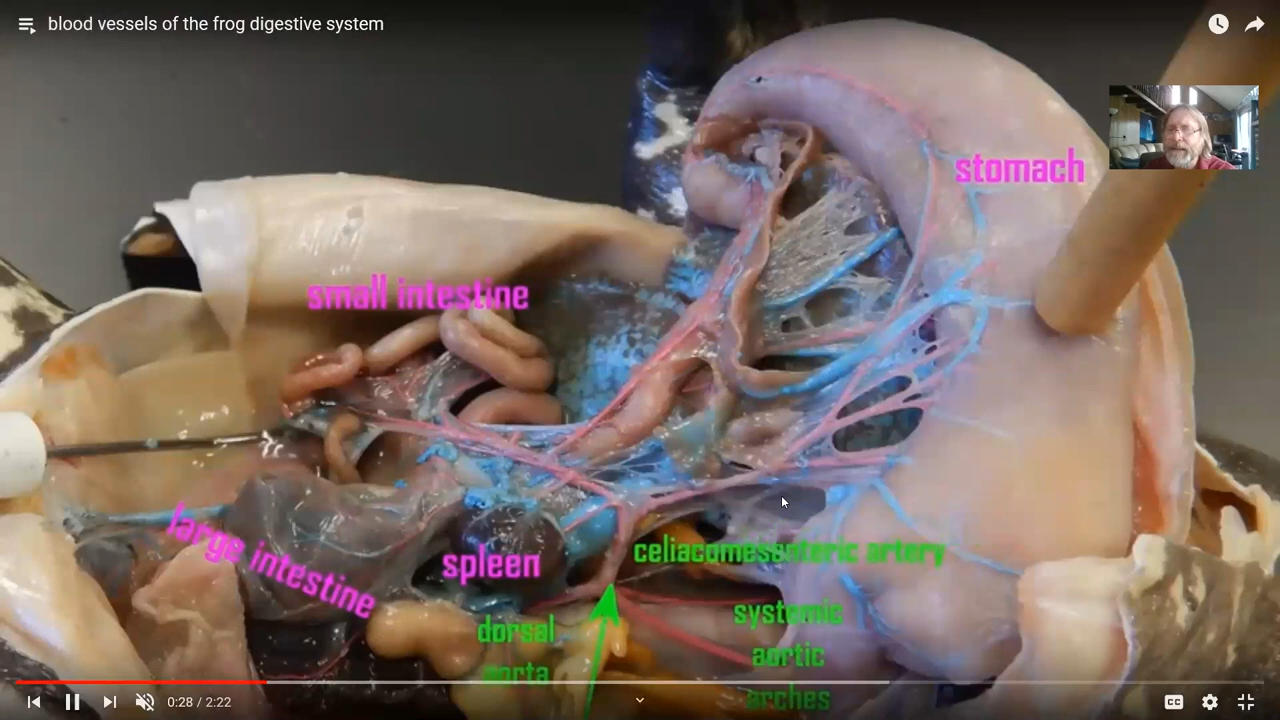 blood vessels of the frog digestive system
stomach
small intestine
large intestine
spleen
celiacomesenteric artery
dorsal
aorta
systemic
aortic
arches
0:28 / 2:22
CC